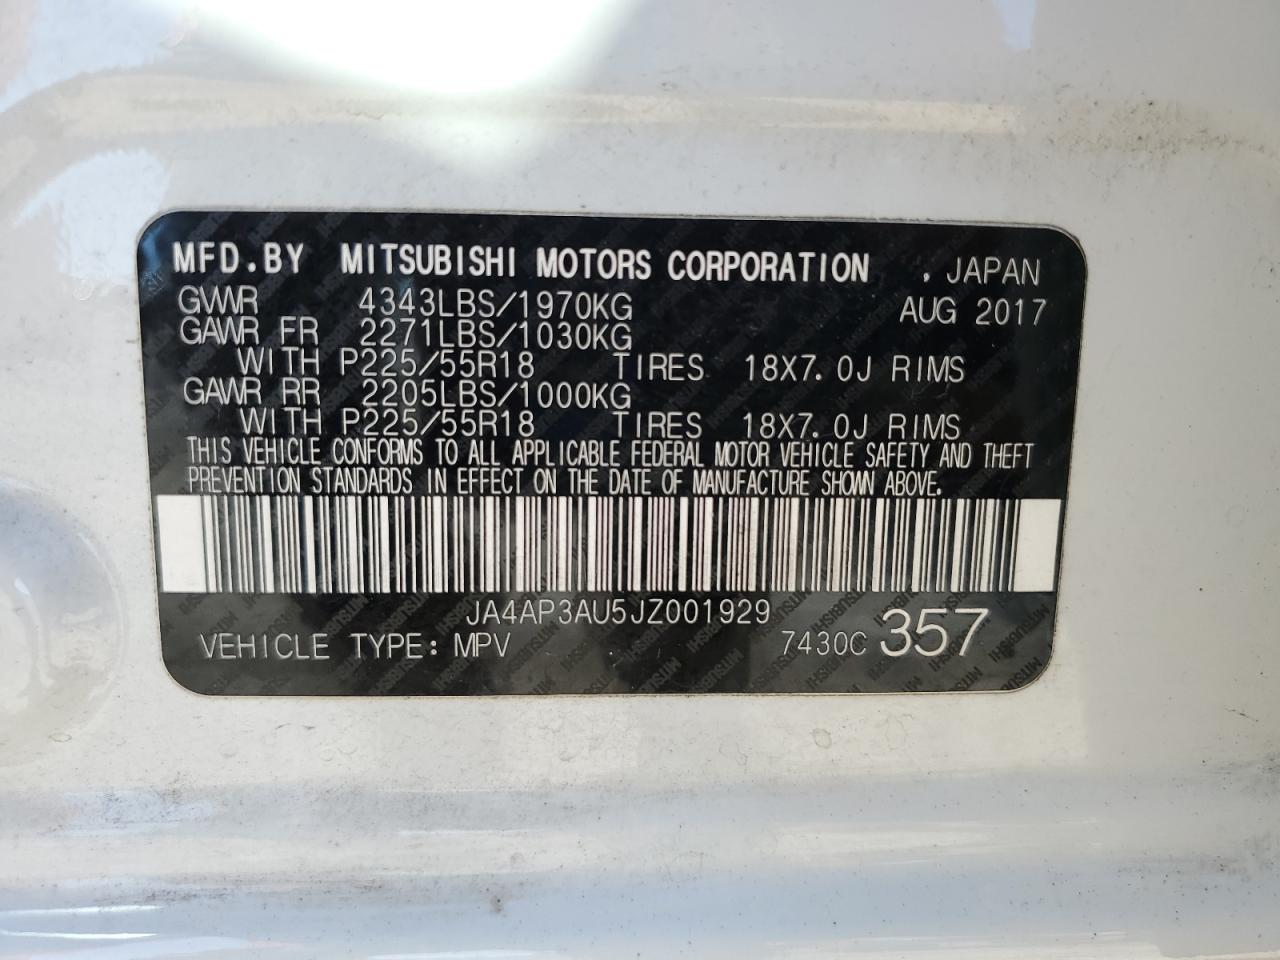 MFD.BY MITSUBISHI MOTORS CORPORATION , JAPAN
GVWR 4343LBS/1970KG AUG 2017
GAWR FR 2271LBS/1030KG
WITH P225/55R18 TIRES 18X7.0J RIMS
GAWR RR 2205LBS/1000KG
WITH P225/55R18 TIRES 18X7.0J RIMS
THIS VEHICLE CONFORMS TO ALL APPLICABLE FEDERAL MOTOR VEHICLE SAFETY AND THEFT
PREVENTION STANDARDS IN EFFECT ON THE DATE OF MANUFACTURE SHOWN ABOVE.
JA4AP3AU5JZ001929
VEHICLE TYPE: MPV 7430C 357